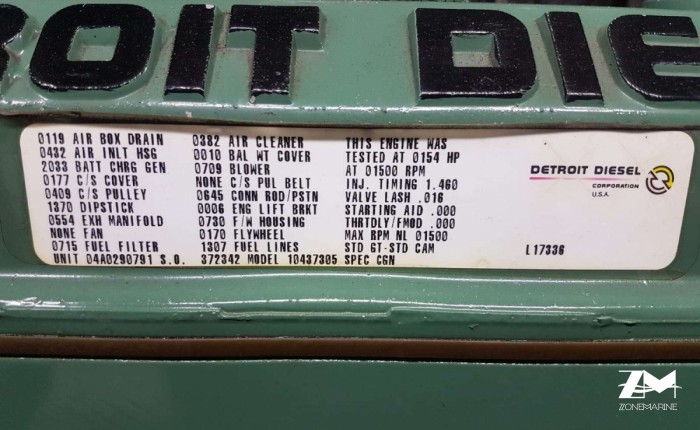 ROIT DIE
0119 AIR BOX DRAIN 0382 AIR CLEANER THIS ENGINE WAS
0432 AIR INLT HSG 0010 BAL WT COVER TESTED AT 0154 HP
2033 BATT CHRG GEN 0709 BLOWER AT 01500 RPM
0177 C/S COVER NONE C/S PUL BELT INJ. TIMING 1.460
0409 C/S PULLEY 0645 CONN ROD/PSTN VALVE LASH .016
1370 DIPSTICK 0006 ENG LIFT BRKT STARTING AID .000
0554 EXH MANIFOLD 0730 F/W HOUSING THRTDLY/FMOD .000
NONE FAN 0170 FLYWHEEL MAX RPM NL 01500
0715 FUEL FILTER 1307 FUEL LINES STD GT-STD CAM L17336
UNIT 04A0290791 S.O. 372342 MODEL 10437305 SPEC CGN
DETROIT DIESEL
CORPORATION
U.S.A.
ZM
ZZONEMARINE